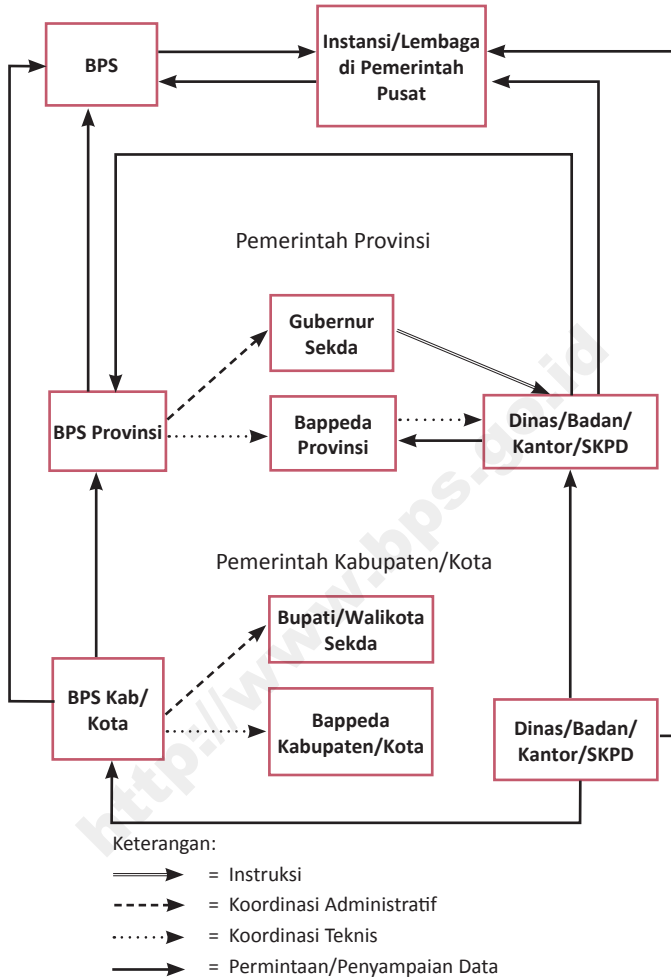 BPS
Instansi/Lembaga
di Pemerintah
Pusat
Pemerintah Provinsi
Gubernur
Sekda
BPS Provinsi
Bappeda
Provinsi
Dinas/Badan/
Kantor/SKPD
Pemerintah Kabupaten/Kota
Bupati/Walikota
Sekda
BPS Kab/
Kota
Bappeda
Kabupaten/Kota
Dinas/Badan/
Kantor/SKPD
http://www.bps.go.id
Keterangan:
= Instruksi
= Koordinasi Administratif
= Koordinasi Teknis
= Permintaan/Penyampaian Data